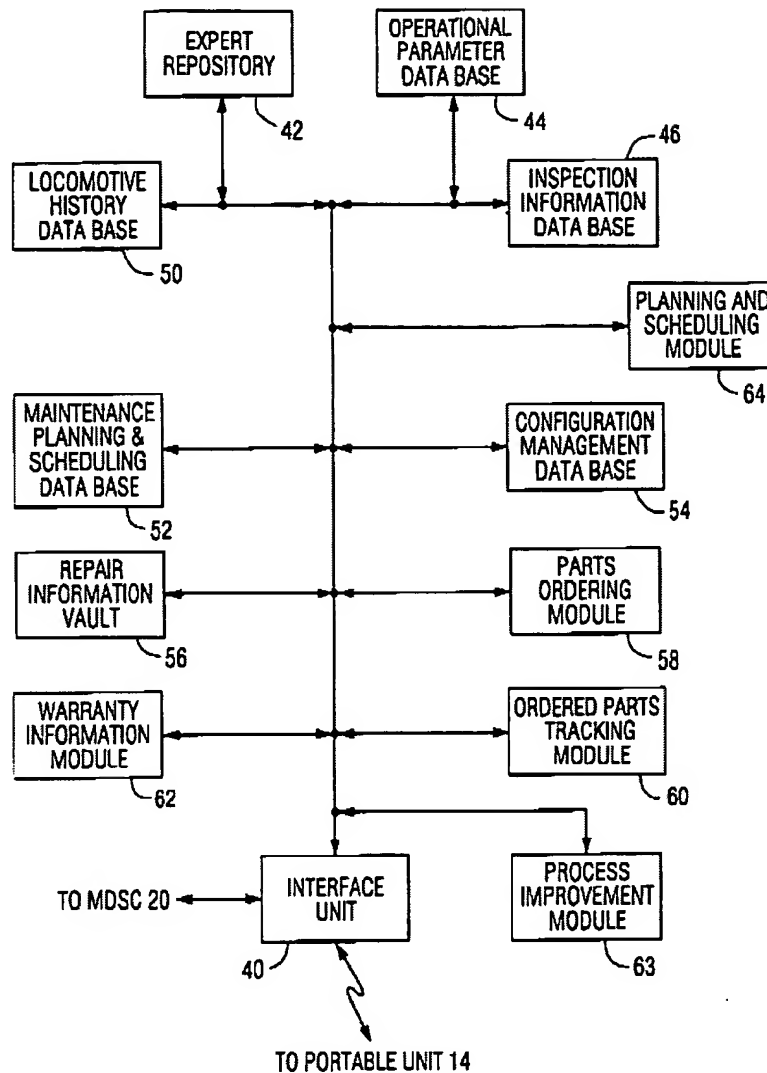 EXPERT
REPOSITORY
42
OPERATIONAL
PARAMETER
DATA BASE
44
LOCOMOTIVE
HISTORY
DATA BASE
50
46
INSPECTION
INFORMATION
DATA BASE
PLANNING AND
SCHEDULING
MODULE
64
MAINTENANCE
PLANNING &
SCHEDULING
DATA BASE
52
CONFIGURATION
MANAGEMENT
DATA BASE
54
REPAIR
INFORMATION
VAULT
56
PARTS
ORDERING
MODULE
58
WARRANTY
INFORMATION
MODULE
62
ORDERED PARTS
TRACKING
MODULE
60
TO MDSC 20
INTERFACE
UNIT
40
PROCESS
IMPROVEMENT
MODULE
63
TO PORTABLE UNIT 14